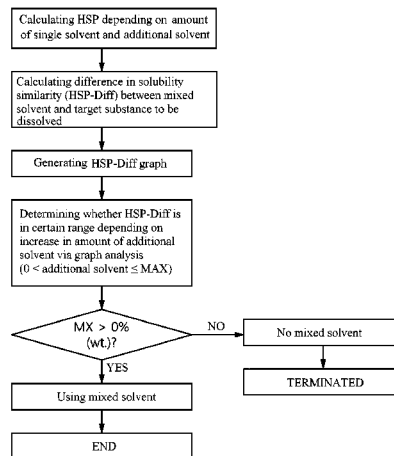 Calculating HSP depending on amount
of single solvent and additional solvent
Calculating difference in solubility
similarity (HSP-Diff) between mixed
solvent and target substance to be
dissolved
Generating HSP-Diff graph
Determining whether HSP-Diff is
in certain range depending on
increase in amount of additional
solvent via graph analysis
(0 < additional solvent ≤ MAX)
MX > 0%
(wt.)?
NO
No mixed solvent
YES
TERMINATED
Using mixed solvent
END